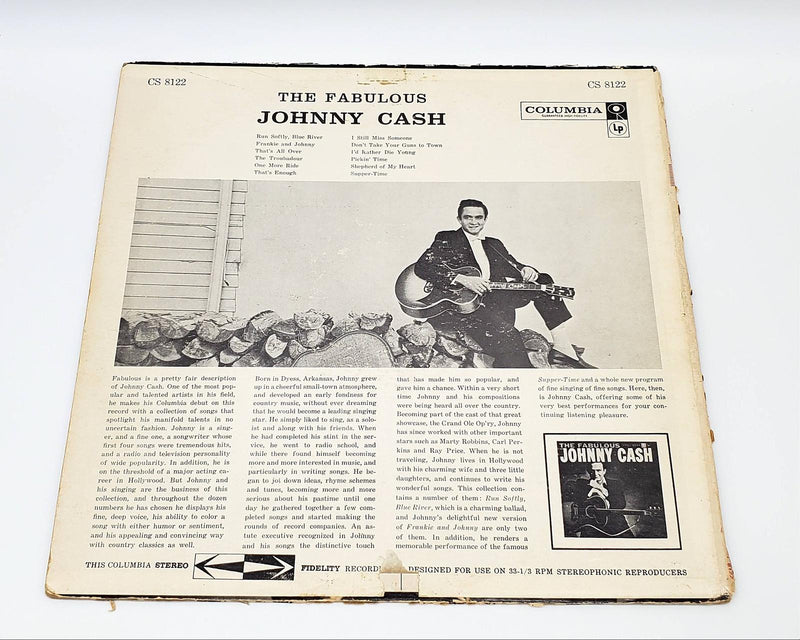 CS 8122
CS 8122
THE FABULOUS
JOHNNY CASH
COLUMBIA
GUARANTEED HIGH FIDELITY
LP
Run Softly, Blue River
Frankie and Johnny
That's All Over
The Troubadour
One More Ride
That's Enough
I Still Miss Someone
Don't Take Your Guns to Town
I'd Rather Die Young
Pickin' Time
Shepherd of My Heart
Supper-Time
Fabulous is a pretty fair description
of Johnny Cash. One of the most pop-
ular and talented artists in his field,
he makes his Columbia debut on this
record with a collection of songs that
spotlight his manifold talents in no
uncertain fashion. Johnny is a sing-
er, and a fine one, a songwriter whose
first four songs were tremendous hits,
and a radio and television personality
of wide popularity. In addition, he is
on the threshold of a major acting ca-
reer in Hollywood. But Johnny and
his singing are the business of this
collection, and throughout the dozen
numbers he has chosen he displays his
fine, deep voice, his ability to color a
song with either humor or sentiment,
and his appealing and convincing way
with country classics as well.
Born in Dyess, Arkansas, Johnny grew
up in a cheerful small-town atmosphere,
and developed an early fondness for
country music, without ever dreaming
that he would become a leading singing
star. He simply liked to sing, as a solo-
ist and along with his friends. When
he had completed his stint in the ser-
vice, he went to radio school, and
while there found himself becoming
more and more interested in music, and
particularly in writing songs. He be-
gan to joi down ideas, rhyme schemes
and tunes, becoming more and more
serious about his pastime until one
day he gathered together a few com-
pleted songs and started making the
rounds of record companies. An as-
tute executive recognized in Johnny
and his songs the distinctive touch
that has made him so popular, and
gave him a chance. Within a very short
time Johnny and his compositions
were being heard all over the country.
Becoming part of the cast of that great
showcase, the Grand Ole Op'ry, Johnny
has since worked with other important
stars such as Marty Robbins, Carl Per-
kins and Ray Price. When he is not
traveling, Johnny lives in Hollywood
with his charming wife and three little
daughters, and continues to write his
wonderful songs. This collection con-
tains a number of them: Run Softly,
Blue River, which is a charming ballad,
and Johnny's delightful new version
of Frankie and Johnny are only two
of them. In addition, he renders a
memorable performance of the famous
Supper-Time and a whole new program
of fine singing of fine songs. Here, then,
is Johnny Cash, offering some of his
very best performances for your con-
tinuing listening pleasure.
THE FABULOUS
JOHNNY CASH
THIS COLUMBIA STEREO FIDELITY RECORDI DESIGNED FOR USE ON 33-1/3 RPM STEREOPHONIC REPRODUCERS